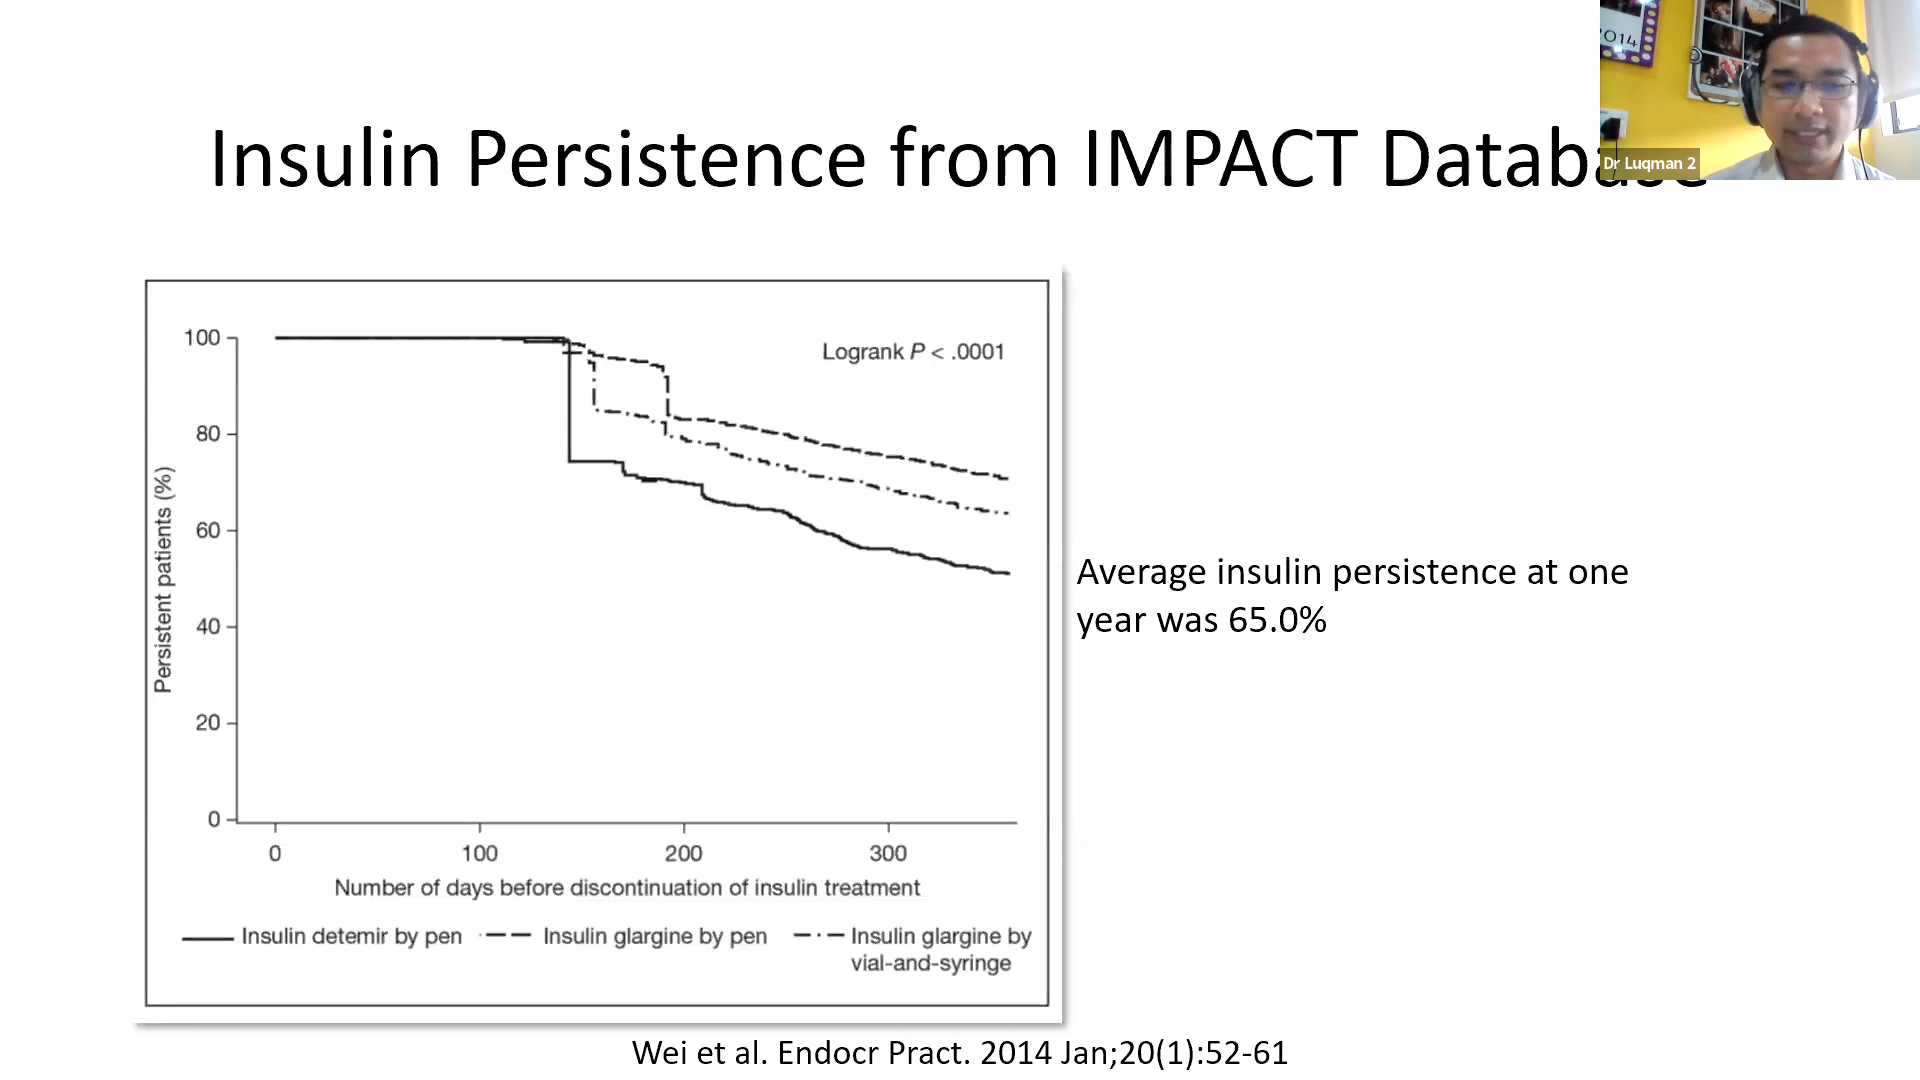 2014
Dr Luqman 2
Insulin Persistence from IMPACT
Logrank P < .0001
100
80
60
40
20
0
Persistent patients (%)
0 100 200 300
Number of days before discontinuation of insulin treatment
Insulin detemir by pen Insulin glargine by pen Insulin glargine by
vial-and-syringe
Average insulin persistence at one
year was 65.0%
Wei et al. Endocr Pract. 2014 Jan;20(1):52-61